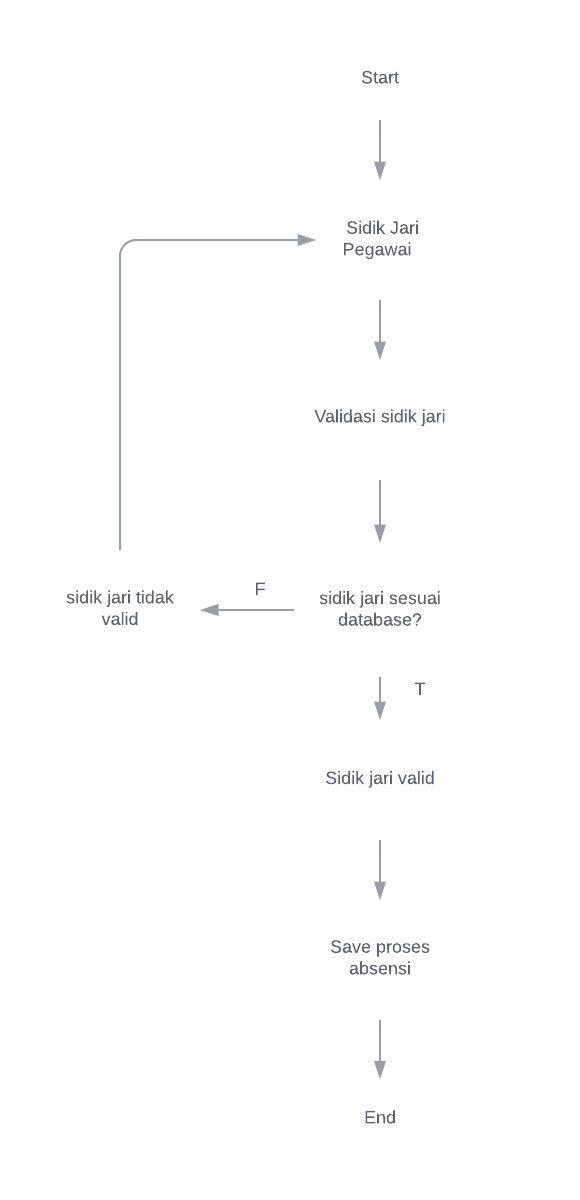 Start
Sidik Jari
Pegawai
Validasi sidik jari
sidik jari sesuai
database?
F
sidik jari tidak
valid
T
Sidik jari valid
Save proses
absensi
End